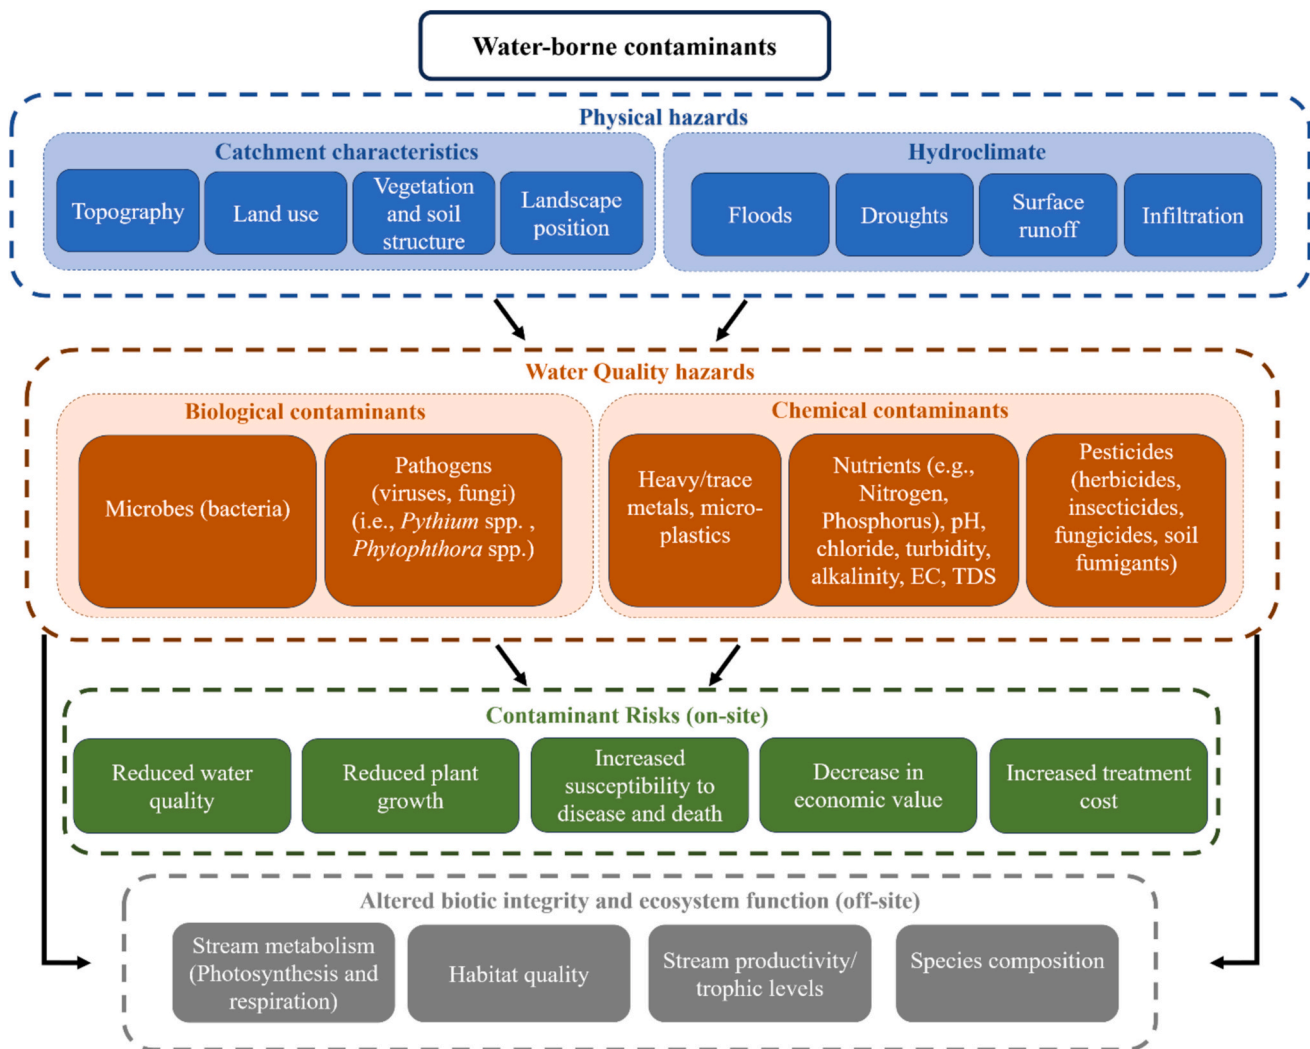 Water-borne contaminants
Physical hazards
Catchment characteristics
Topography
Land use
Vegetation
and soil
structure
Landscape
position
Hydroclimate
Floods
Droughts
Surface
runoff
Infiltration
Water Quality hazards
Biological contaminants
Microbes (bacteria)
Pathogens
(viruses, fungi)
(i.e., Pythium spp. ,
Phytophthora spp.)
Chemical contaminants
Heavy/trace
metals, micro-
plastics
Nutrients (e.g.,
Nitrogen,
Phosphorus), pH,
chloride, turbidity,
alkalinity, EC, TDS
Pesticides
(herbicides,
insecticides,
fungicides, soil
fumigants)
Contaminant Risks (on-site)
Reduced water
quality
Reduced plant
growth
Increased
susceptibility to
disease and death
Decrease in
economic value
Increased treatment
cost
Altered biotic integrity and ecosystem function (off-site)
Stream metabolism
(Photosynthesis and
respiration)
Habitat quality
Stream productivity/
trophic levels
Species composition